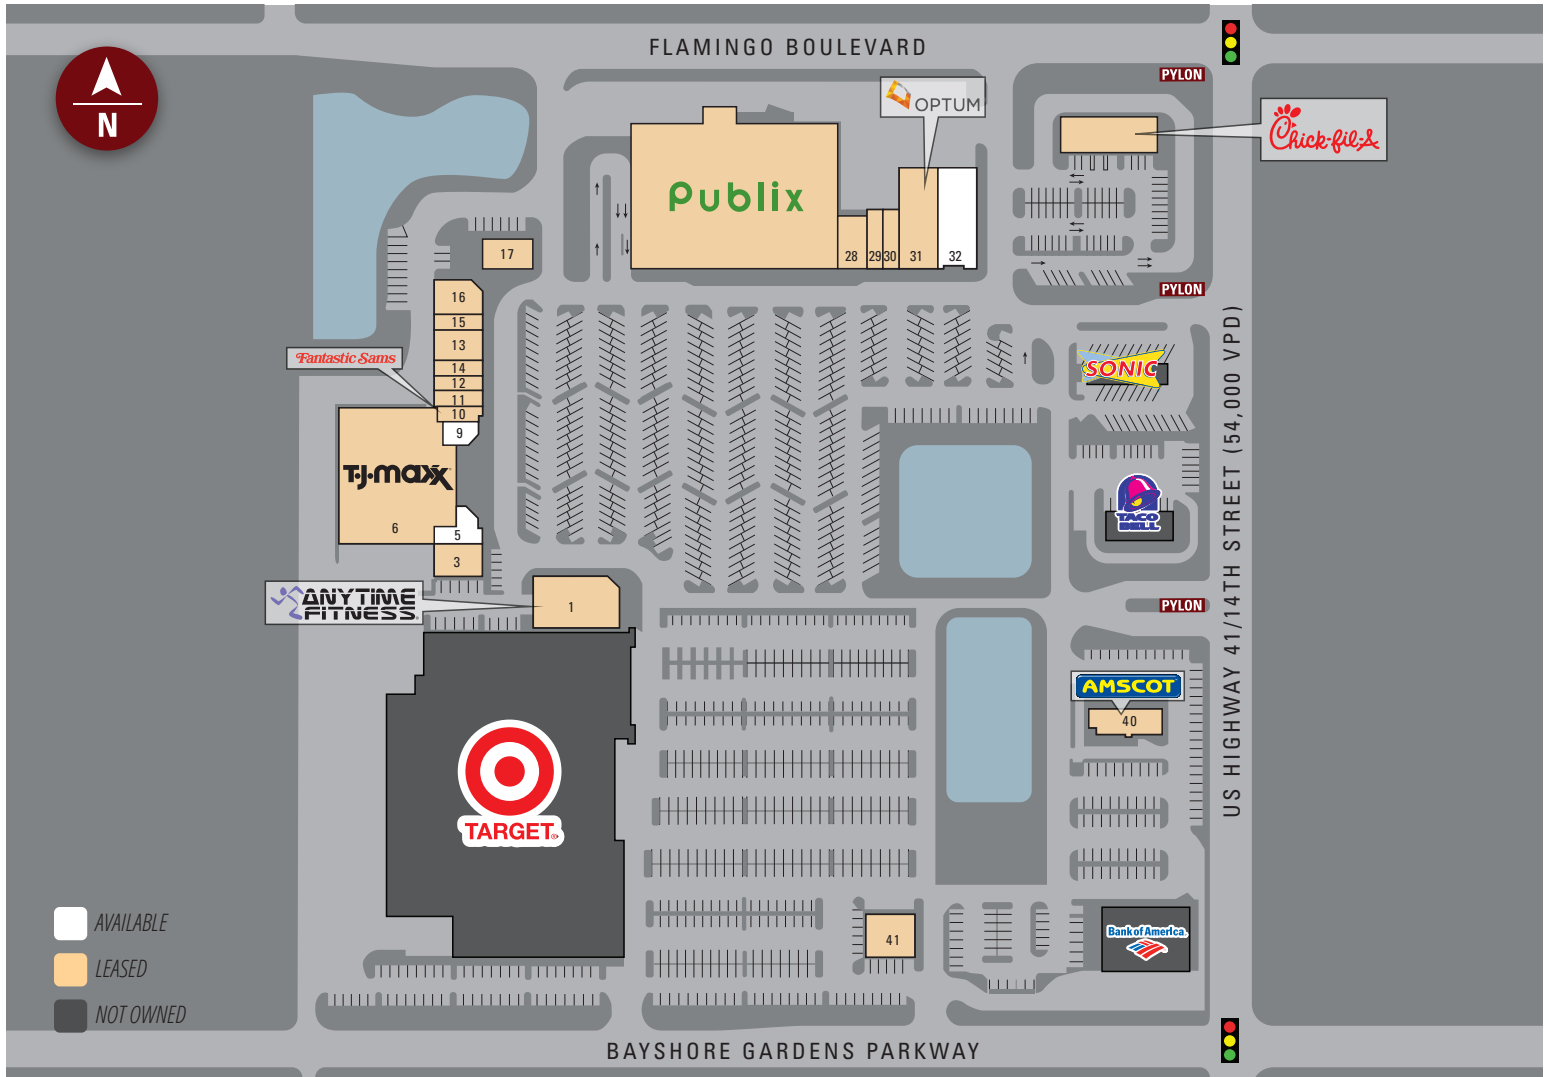 FLAMINGO BOULEVARD
PYLON
N
OPTUM
Chick-fil-A
Publix
17
28
29
30
31
32
PYLON
16
15
13
14
12
11
10
9
Fantastic Sams
T·J·maxx
6
5
3
SONIC
TACO
BELL
US HIGHWAY 41/14TH STREET (54,000 VPD)
ANYTIME
FITNESS
1
PYLON
AMSCOT
40
TARGET
41
Bank of America
AVAILABLE
LEASED
NOT OWNED
BAYSHORE GARDENS PARKWAY